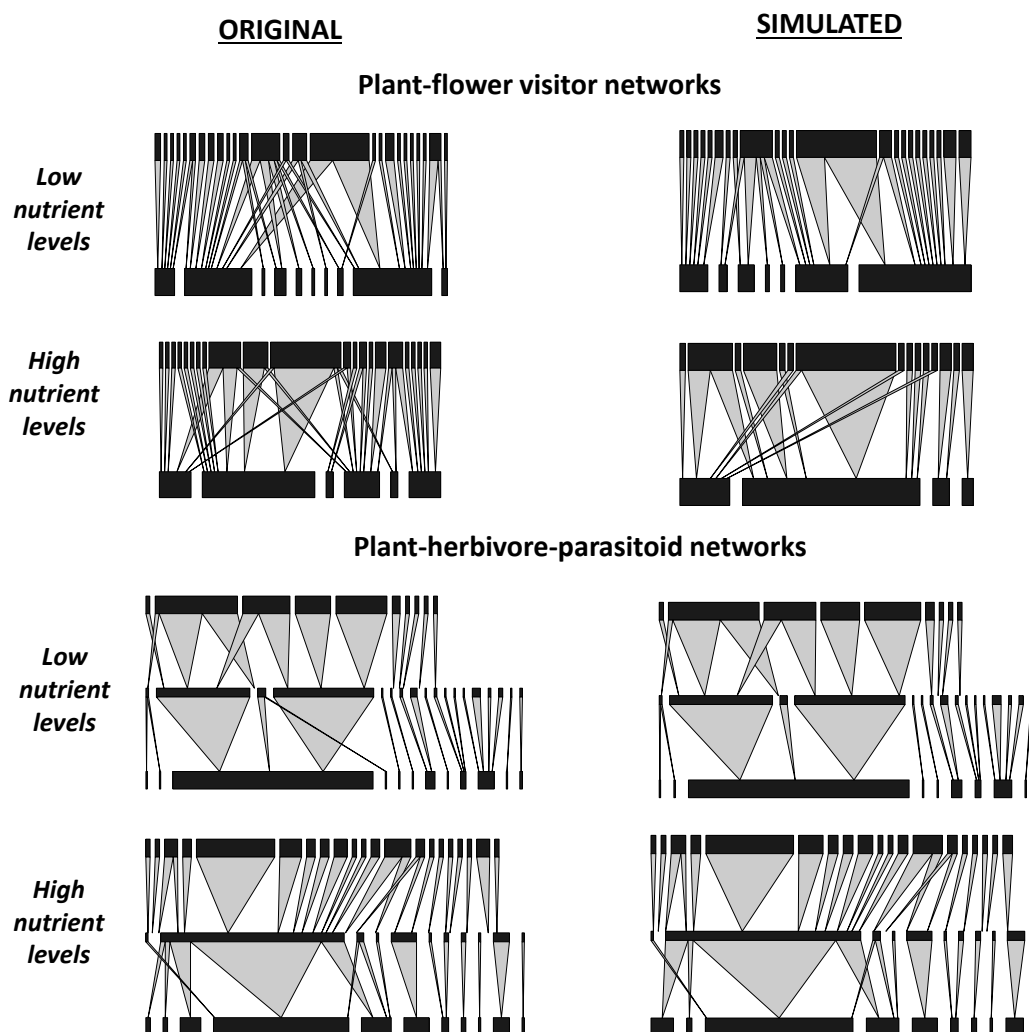 ORIGINAL
SIMULATED
Plant-flower visitor networks
Low
nutrient
levels
High
nutrient
levels
Plant-herbivore-parasitoid networks
Low
nutrient
levels
High
nutrient
levels